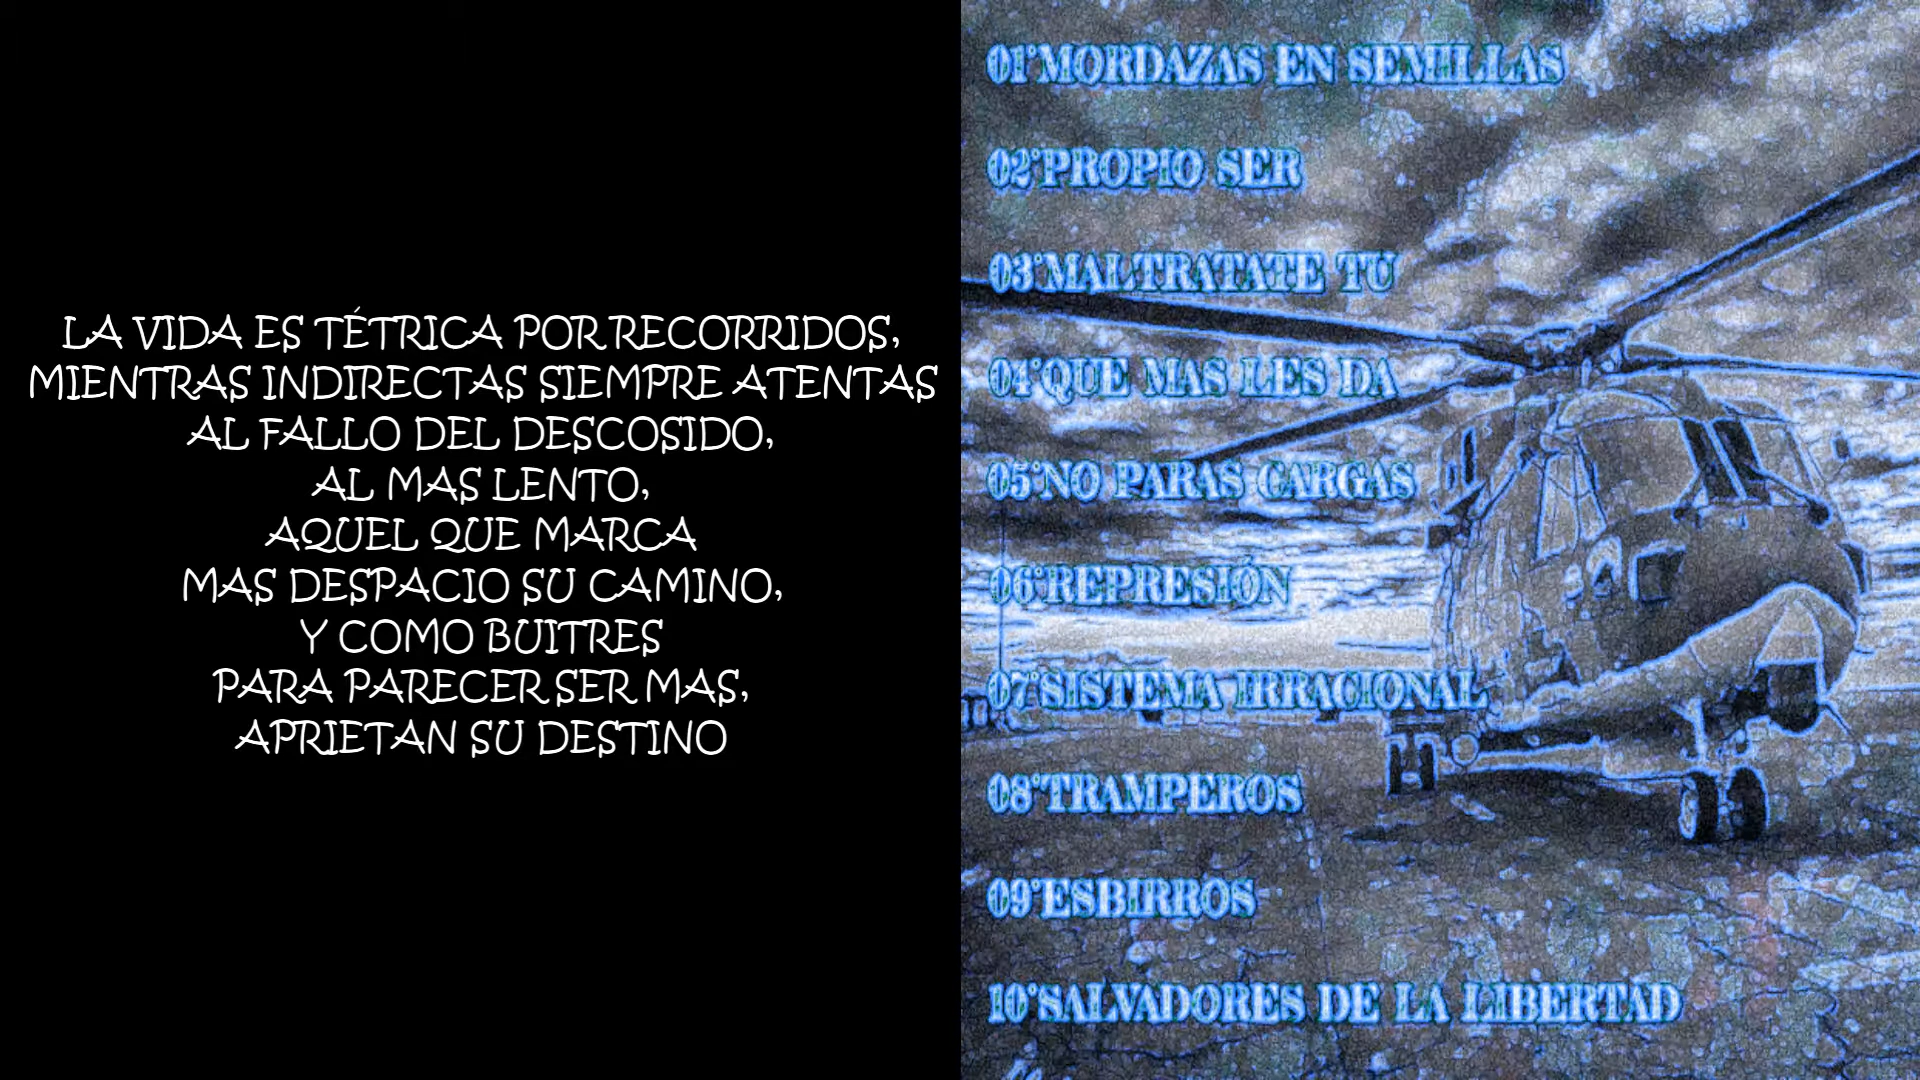 LA VIDA ES TÉTRICA POR RECORRIDOS,
MIENTRAS INDIRECTAS SIEMPRE ATENTAS
AL FALLO DEL DESCOSIDO,
AL MAS LENTO,
AQUEL QUE MARCA
MAS DESPACIO SU CAMINO,
Y COMO BUITRES
PARA PARECER SER MAS,
APRIETAN SU DESTINO
01°MORDAZAS EN SEMILLAS
02°PROPIO SER
03°MALTRATATE TU
04°QUE MAS LES DA
05°NO PARAS CARGAS
06°REPRESIÓN
07°SISTEMA IRRACIONAL
08°TRAMPEROS
09°ESBIRROS
10°SALVADORES DE LA LIBERTAD